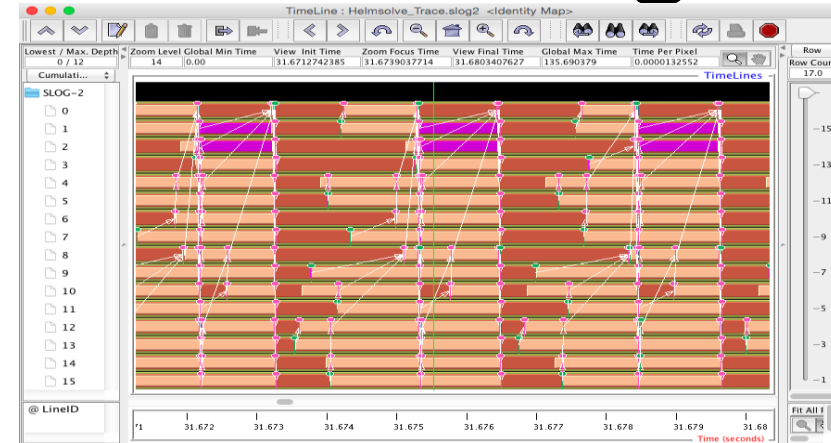 TimeLine : Helmsolve_Trace.slog2 <Identity Map>
Lowest / Max. Depth Zoom Level Global Min Time View Init Time Zoom Focus Time View Final Time Global Max Time Time Per Pixel
0 / 12 14 0.00 31.6712742385 31.6739037714 31.6803407627 135.690379 0.0000132552
Row
Row Cour
17.0
Cumulati...
TimeLines
SLOG-2
0
1
2
3
4
5
6
7
8
9
10
11
12
13
14
15
15
13
11
9
7
5
3
1
@ LineID
31.672 31.673 31.674 31.675 31.676 31.677 31.678 31.679 31.68
Time (seconds)
Fit All